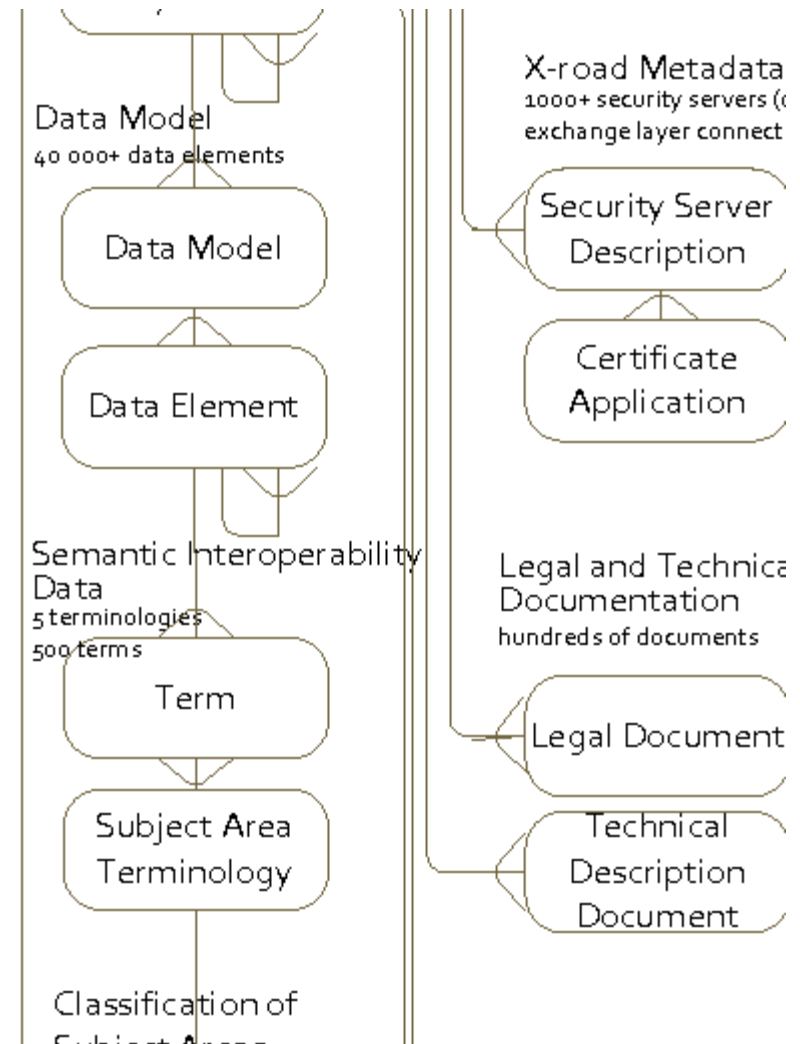 Data Model
40 000+ data elements
Data Model
Data Element
Semantic Interoperability
Data
5 terminologies
500 terms
Term
Subject Area
Terminology
Classification of
Subject Areas
X-road Metadata
1000+ security servers
exchange layer connect
Security Server
Description
Certificate
Application
Legal and Technica
Documentation
hundreds of documents
Legal Document
Technical
Description
Document